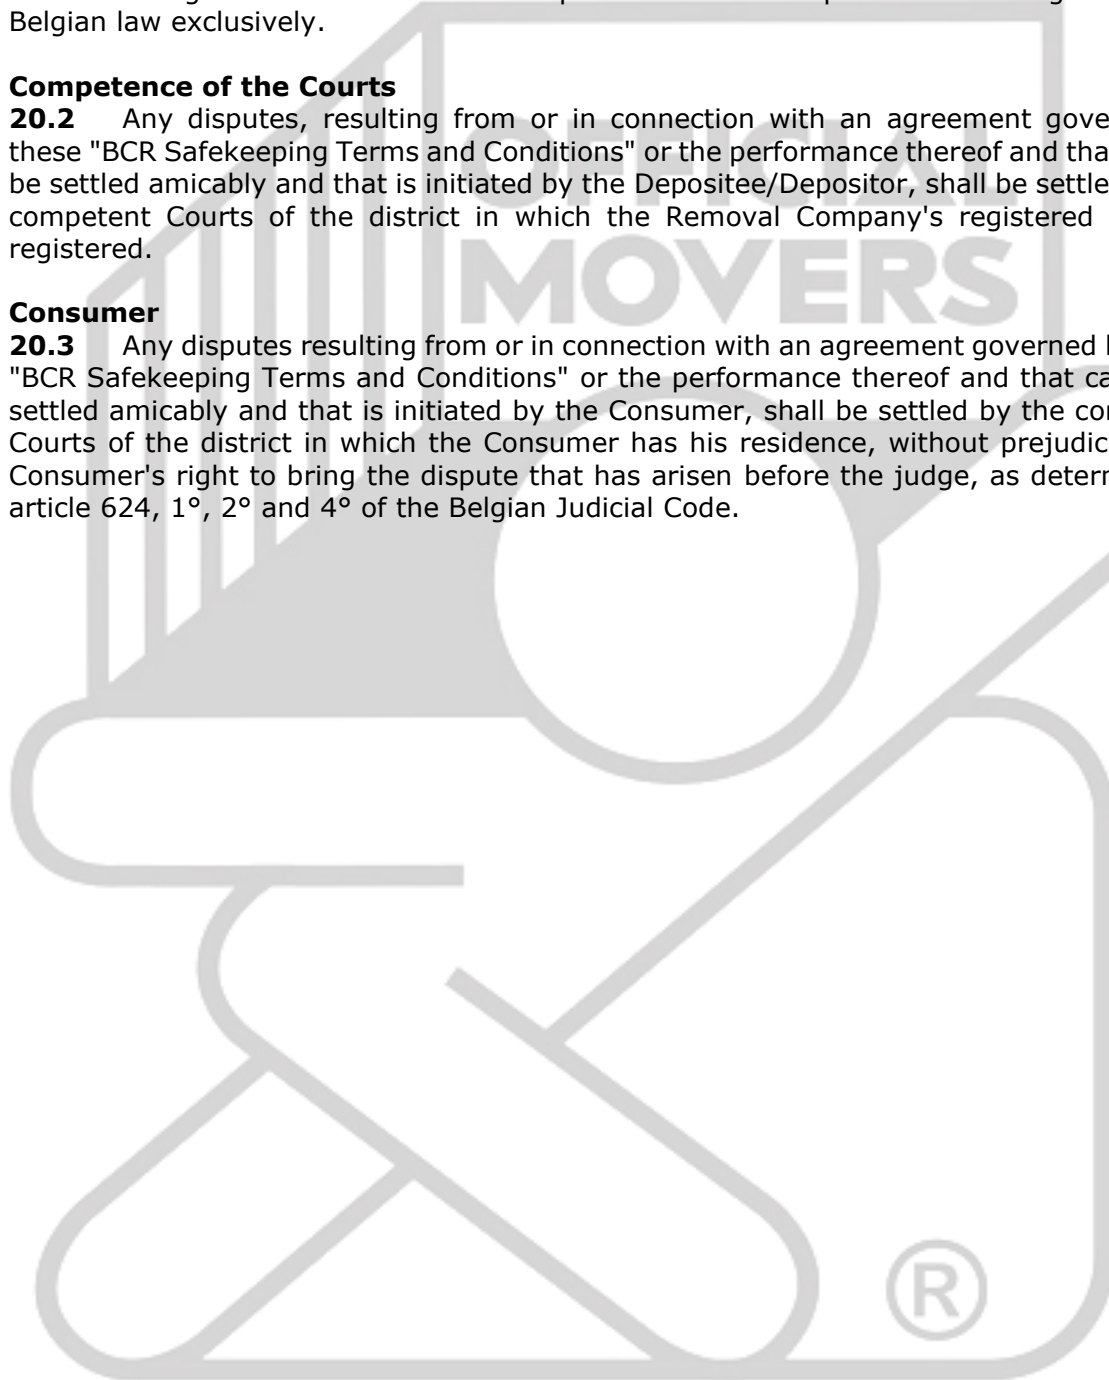 Belgian law exclusively.
Competence of the Courts
20.2 Any disputes, resulting from or in connection with an agreement gove
these "BCR Safekeeping Terms and Conditions" or the performance thereof and tha
be settled amicably and that is initiated by the Depositee/Depositor, shall be settle
competent Courts of the district in which the Removal Company's registered
registered.
Consumer
20.3 Any disputes resulting from or in connection with an agreement governed
"BCR Safekeeping Terms and Conditions" or the performance thereof and that ca
settled amicably and that is initiated by the Consumer, shall be settled by the co
Courts of the district in which the Consumer has his residence, without prejudic
Consumer's right to bring the dispute that has arisen before the judge, as deter
article 624, 1°, 2° and 4° of the Belgian Judicial Code.
OFFICIAL
MOVERS
®